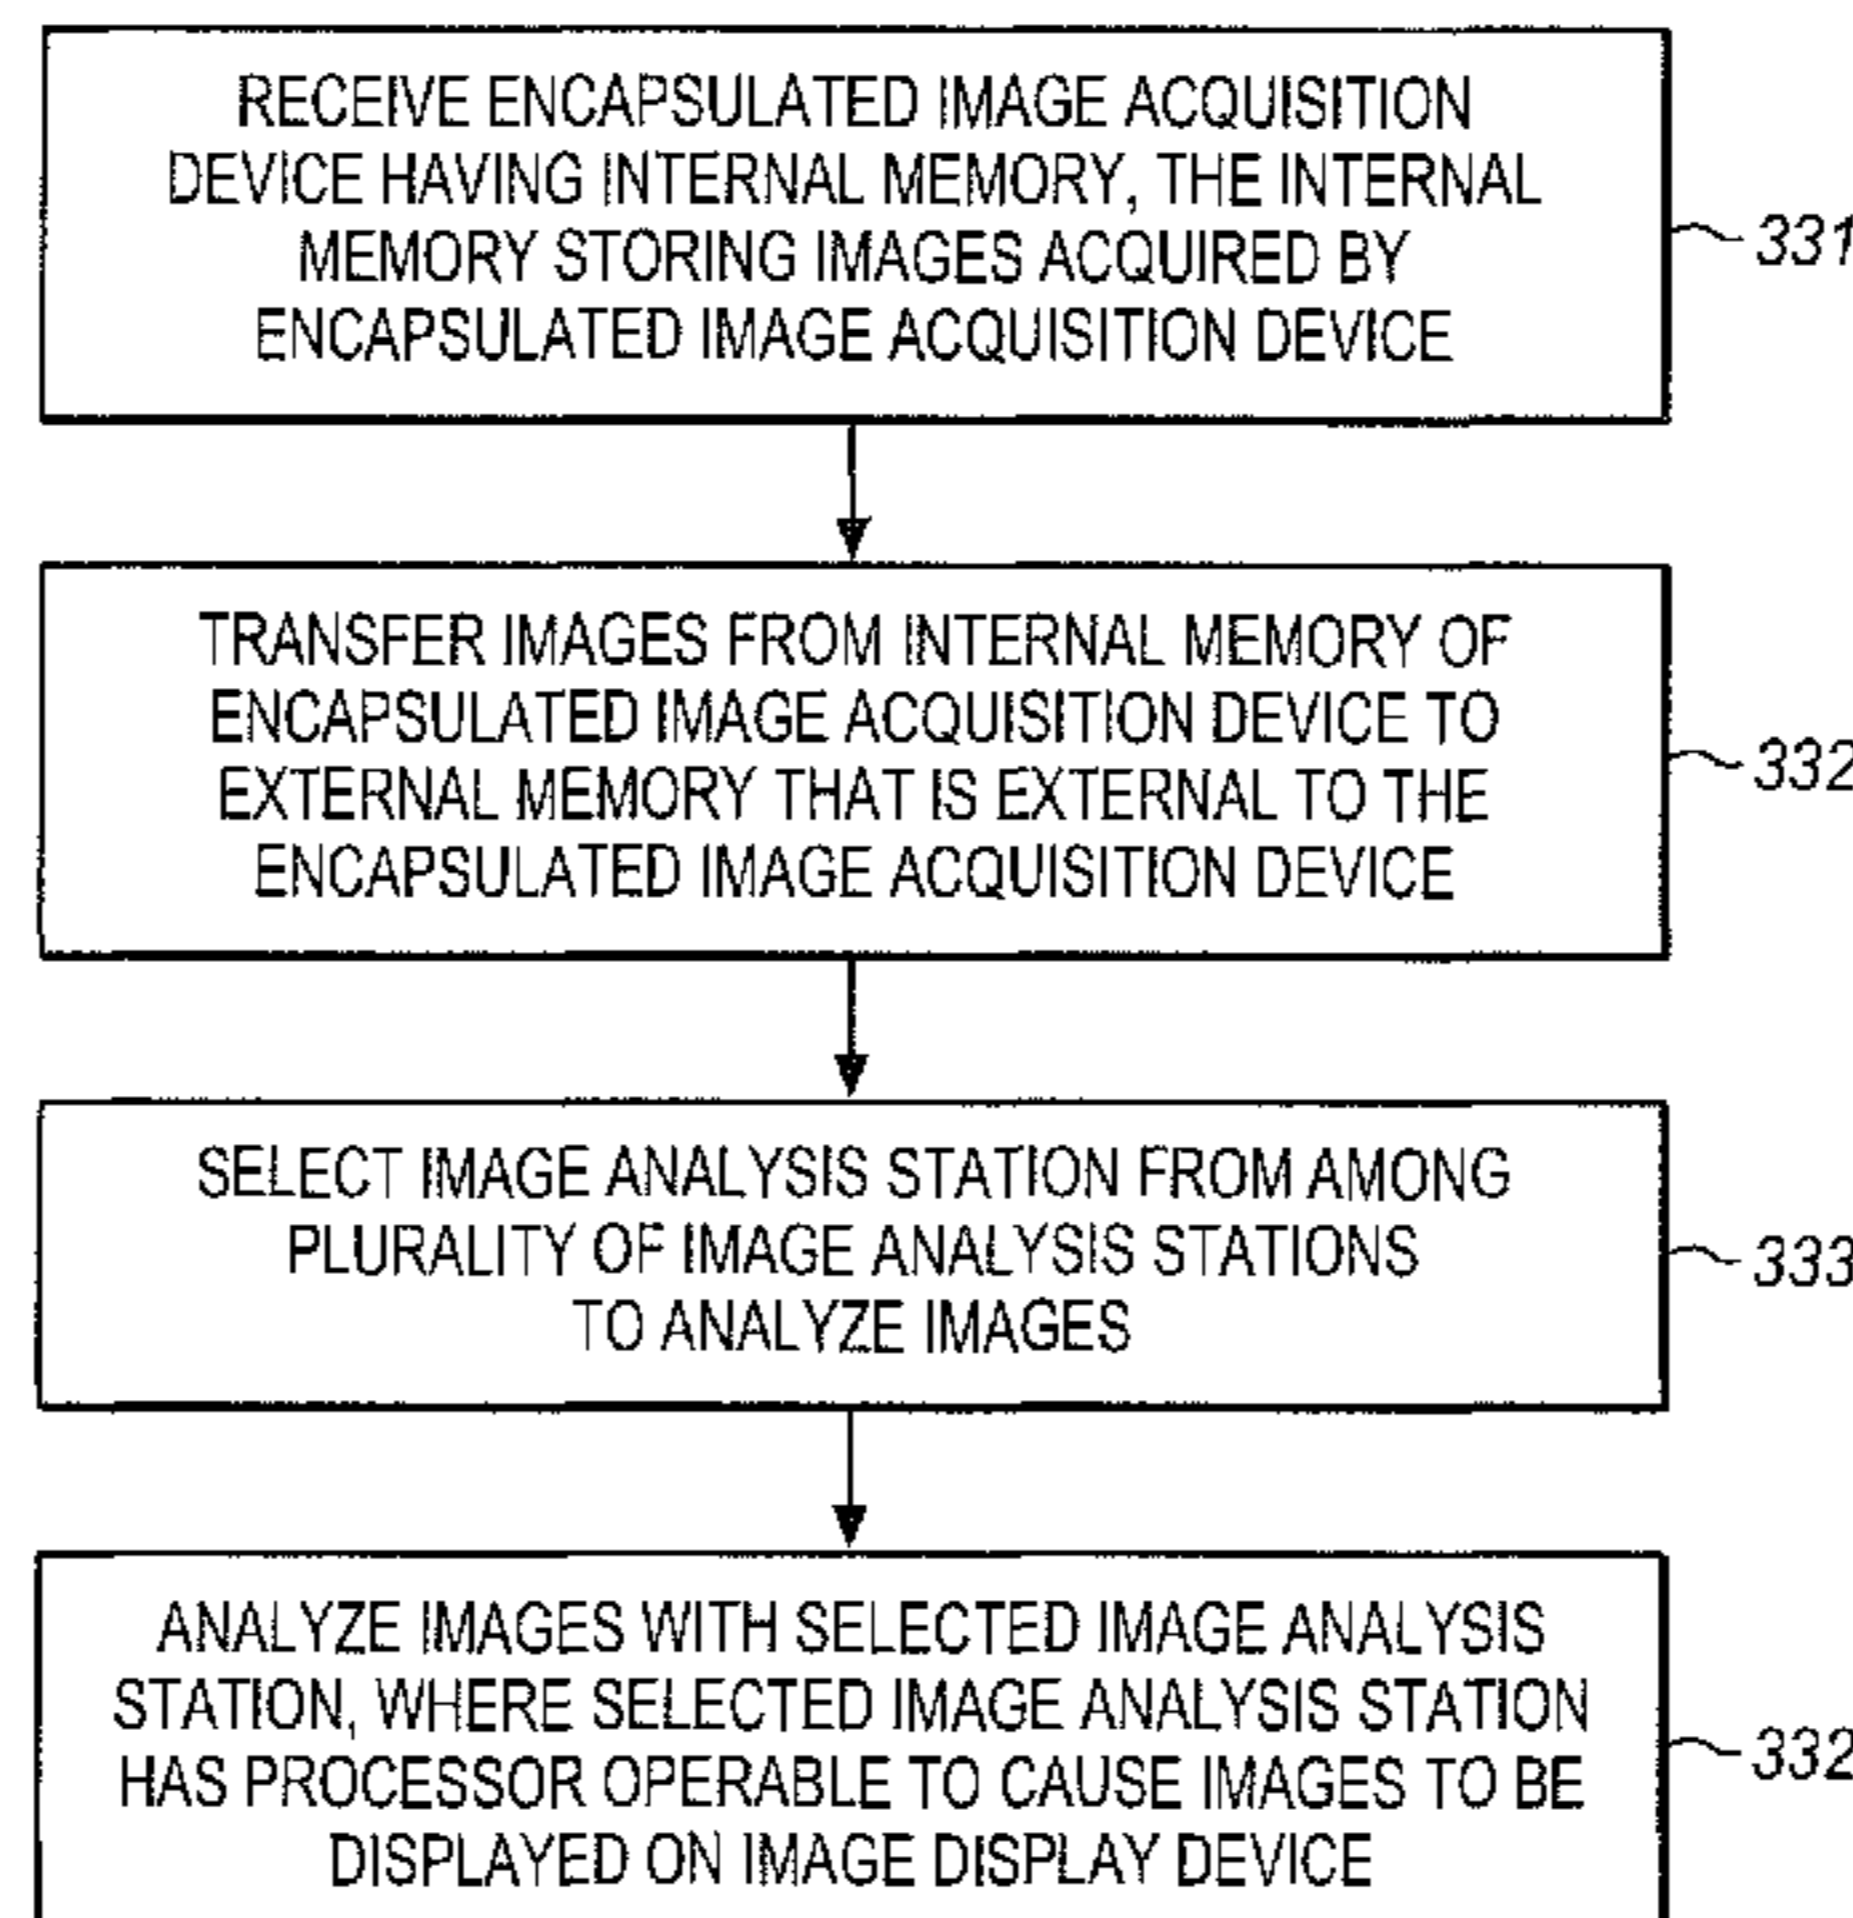 RECEIVE ENCAPSULATED IMAGE ACQUISITION
DEVICE HAVING INTERNAL MEMORY, THE INTERNAL
MEMORY STORING IMAGES ACQUIRED BY
ENCAPSULATED IMAGE ACQUISITION DEVICE
331
TRANSFER IMAGES FROM INTERNAL MEMORY OF
ENCAPSULATED IMAGE ACQUISITION DEVICE TO
EXTERNAL MEMORY THAT IS EXTERNAL TO THE
ENCAPSULATED IMAGE ACQUISITION DEVICE
332
SELECT IMAGE ANALYSIS STATION FROM AMONG
PLURALITY OF IMAGE ANALYSIS STATIONS
TO ANALYZE IMAGES
333
ANALYZE IMAGES WITH SELECTED IMAGE ANALYSIS
STATION, WHERE SELECTED IMAGE ANALYSIS STATION
HAS PROCESSOR OPERABLE TO CAUSE IMAGES TO BE
DISPLAYED ON IMAGE DISPLAY DEVICE
332